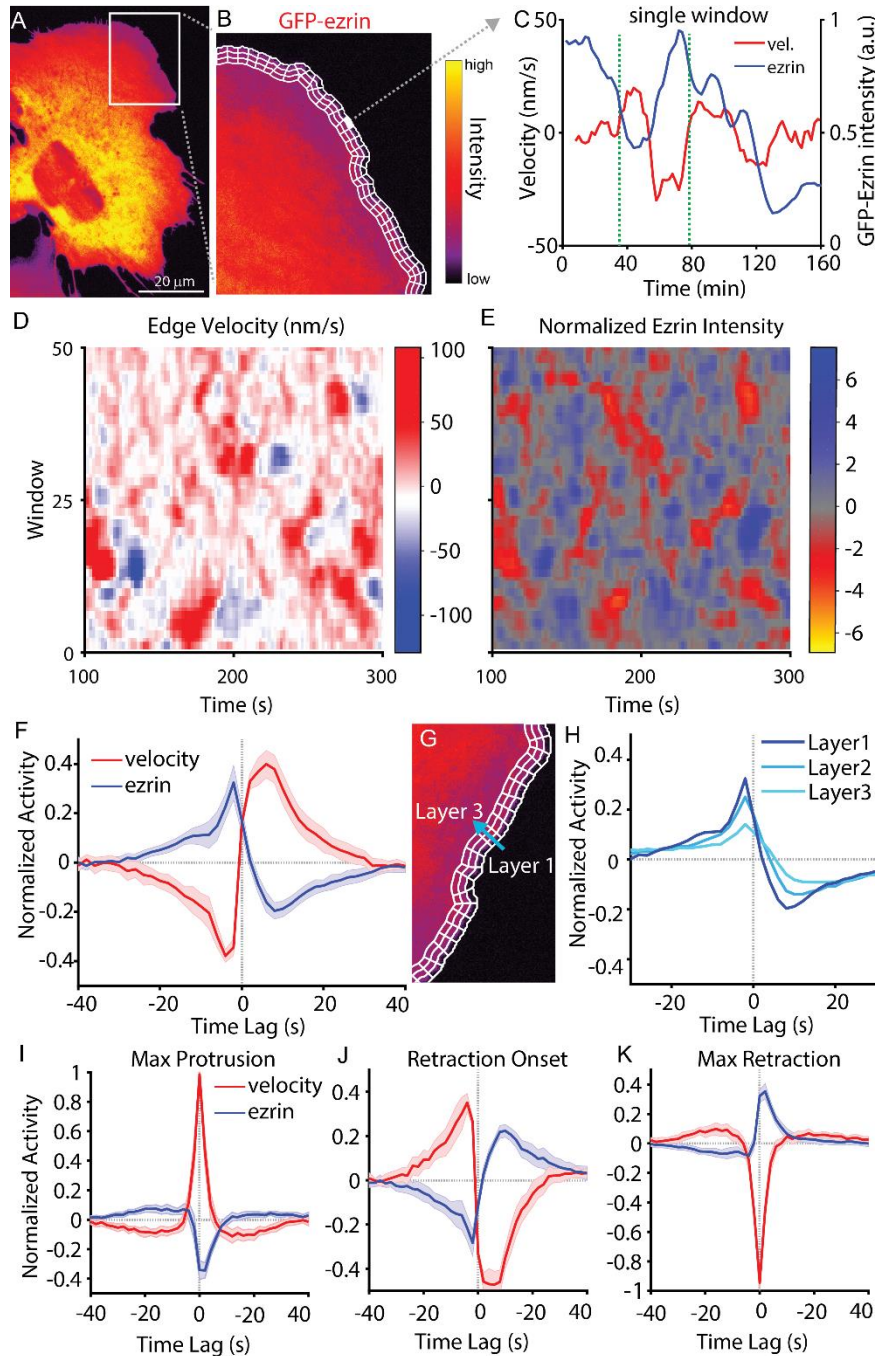 A
20 μm
B
GFP-ezrin
high
Intensity
low
C
single window
vel.
ezrin
Velocity (nm/s)
50
0
-50
GFP-Ezrin intensity (a.u.)
1
0.5
0
0 40 80 120 160
Time (min)
D
Edge Velocity (nm/s)
Window
50
25
0
100 200 300
Time (s)
100
50
0
-50
-100
E
Normalized Ezrin Intensity
100 200 300
Time (s)
6
4
2
0
-2
-4
-6
F
velocity
ezrin
Normalized Activity
0.4
0.2
0
-0.2
-0.4
-40 -20 0 20 40
Time Lag (s)
G
Layer 3
Layer 1
H
Layer1
Layer2
Layer3
Normalized Activity
0.4
0.2
0
-0.2
-0.4
-20 0 20
Time Lag (s)
I
Max Protrusion
velocity
ezrin
Normalized Activity
1
0.8
0.6
0.4
0.2
0
-0.2
-0.4
-40 -20 0 20 40
Time Lag (s)
J
Retraction Onset
0.4
0.2
0
-0.2
-0.4
-40 -20 0 20 40
Time Lag (s)
K
Max Retraction
0.4
0.2
0
-0.2
-0.4
-0.6
-0.8
-1
-40 -20 0 20 40
Time Lag (s)